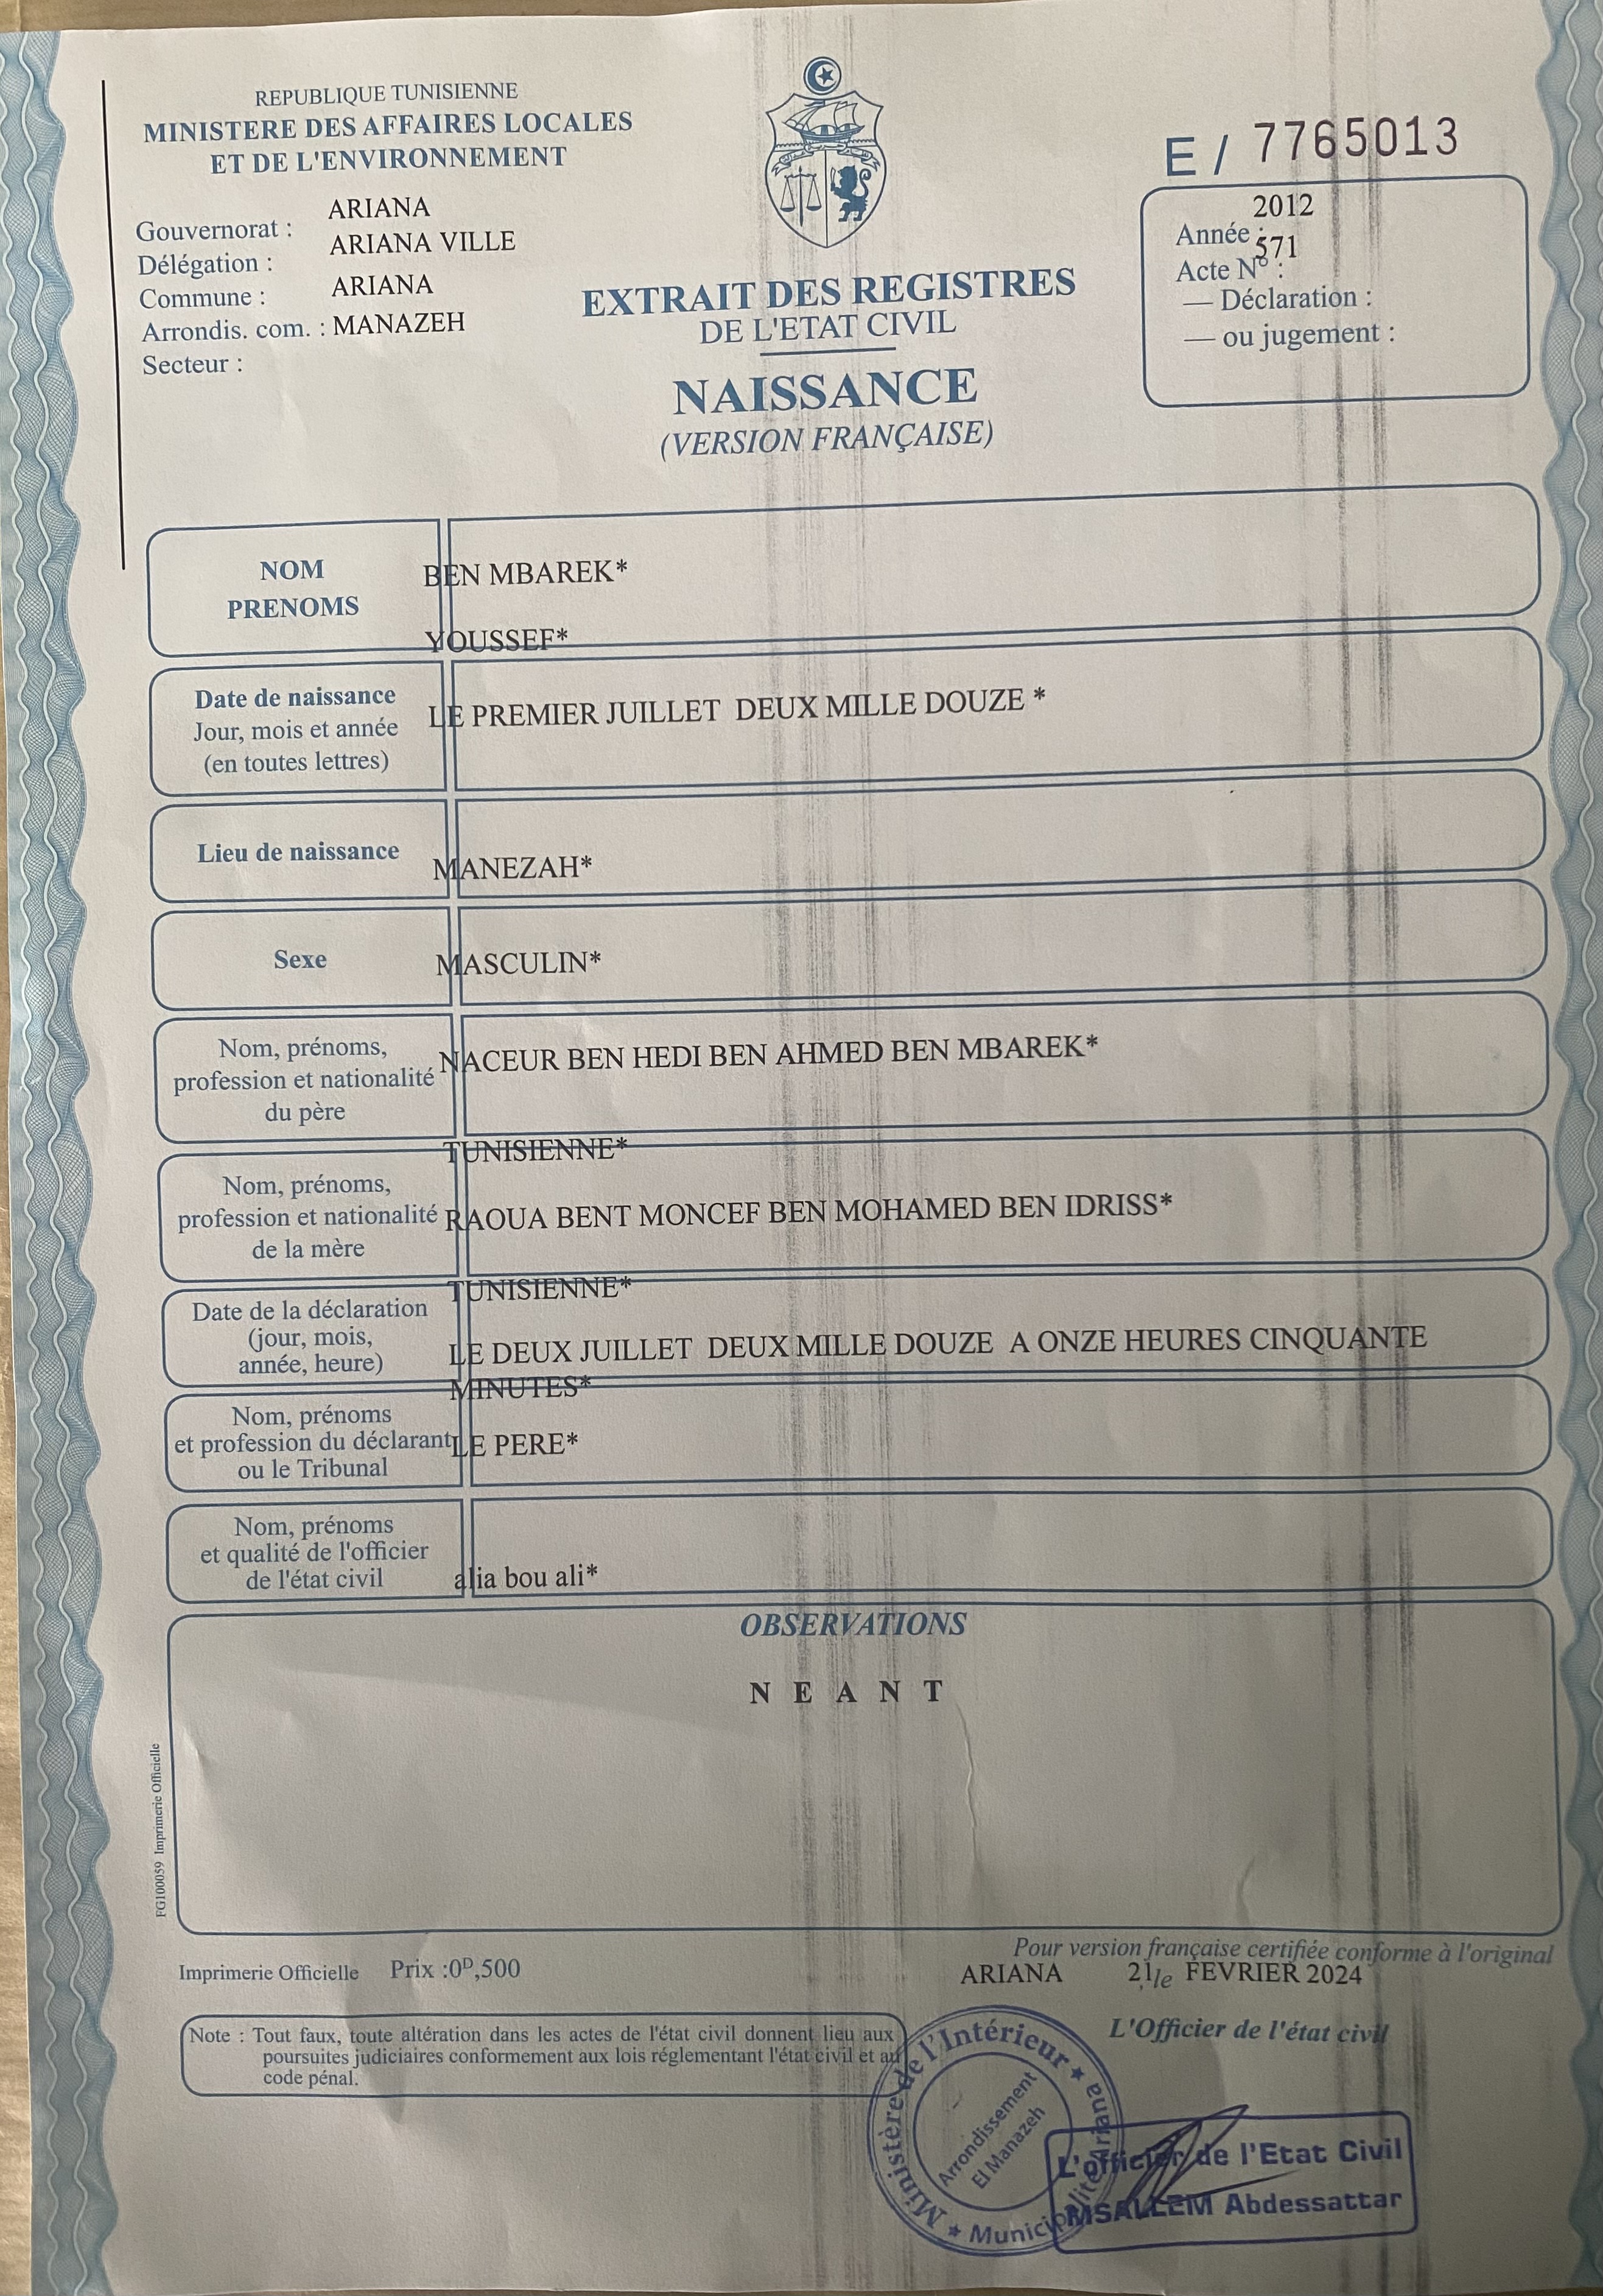 REPUBLIQUE TUNISIENNE
MINISTERE DES AFFAIRES LOCALES
ET DE L'ENVIRONNEMENT
Gouvernorat : ARIANA
Délégation : ARIANA VILLE
Commune : ARIANA
Arrondis. com. : MANAZEH
Secteur :
E / 7765013
Année : 2012
Acte N° : 571
— Déclaration :
— ou jugement :
EXTRAIT DES REGISTRES
DE L'ETAT CIVIL
NAISSANCE
(VERSION FRANÇAISE)
NOM
PRENOMS
BEN MBAREK*
YOUSSEF*
Date de naissance
Jour, mois et année
(en toutes lettres)
LE PREMIER JUILLET DEUX MILLE DOUZE *
Lieu de naissance
MANEZAH*
Sexe
MASCULIN*
Nom, prénoms,
profession et nationalité
du père
NACEUR BEN HEDI BEN AHMED BEN MBAREK*
TUNISIENNE*
Nom, prénoms,
profession et nationalité
de la mère
RAOUA BENT MONCEF BEN MOHAMED BEN IDRISS*
TUNISIENNE*
Date de la déclaration
(jour, mois,
année, heure)
LE DEUX JUILLET DEUX MILLE DOUZE A ONZE HEURES CINQUANTE
MINUTES*
Nom, prénoms
et profession du déclarant
ou le Tribunal
LE PERE*
Nom, prénoms
et qualité de l'officier
de l'état civil
alia bou ali*
OBSERVATIONS
N E A N T
FG100059 Imprimerie Officielle
Imprimerie Officielle Prix :0ᴰ,500
Pour version française certifiée conforme à l'original
ARIANA le 21 FEVRIER 2024
L'Officier de l'état civil
Note : Tout faux, toute altération dans les actes de l'état civil donnent lieu aux
poursuites judiciaires conformement aux lois réglementant l'état civil et au
code pénal.
★ Ministère de l'Intérieur ★ Municipalité Ariana
Arrondissement
El Manazeh
L'officier de l'Etat Civil
MSALLEM Abdessattar